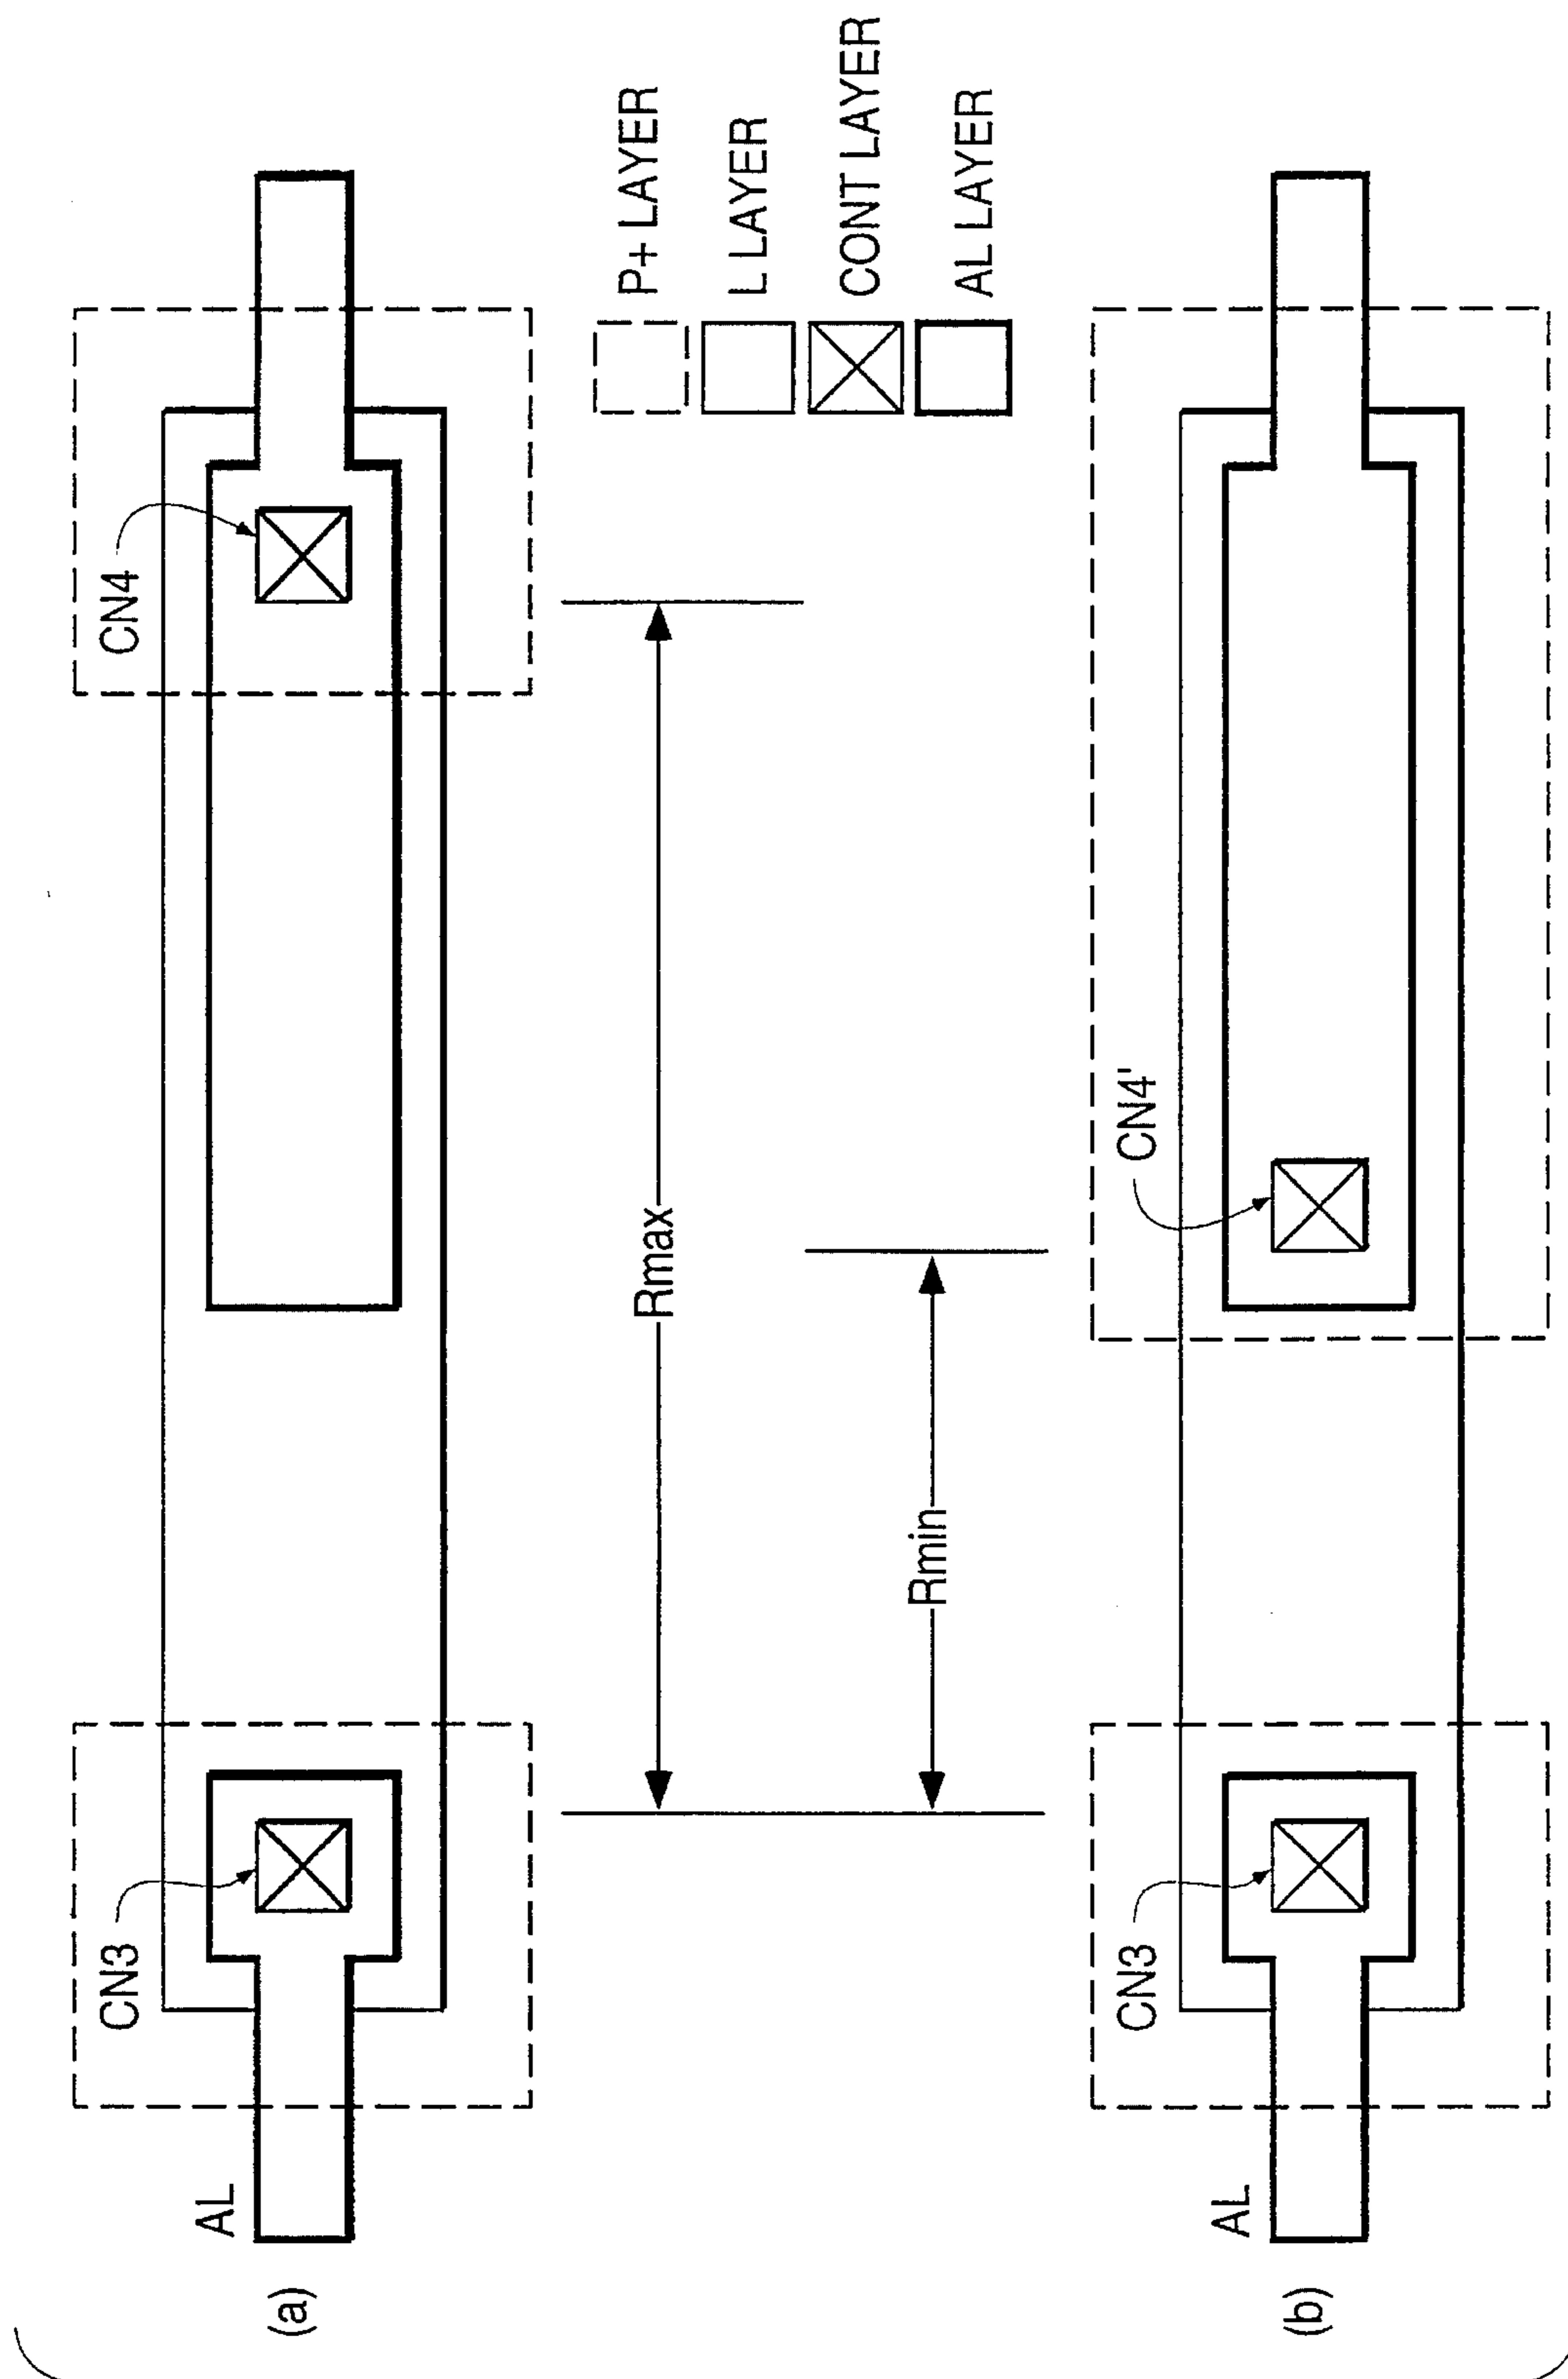 (a)
AL
CN3
CN4
Rmax
Rmin
P+ LAYER
L LAYER
CONT LAYER
AL LAYER
(b)
AL
CN3
CN4'